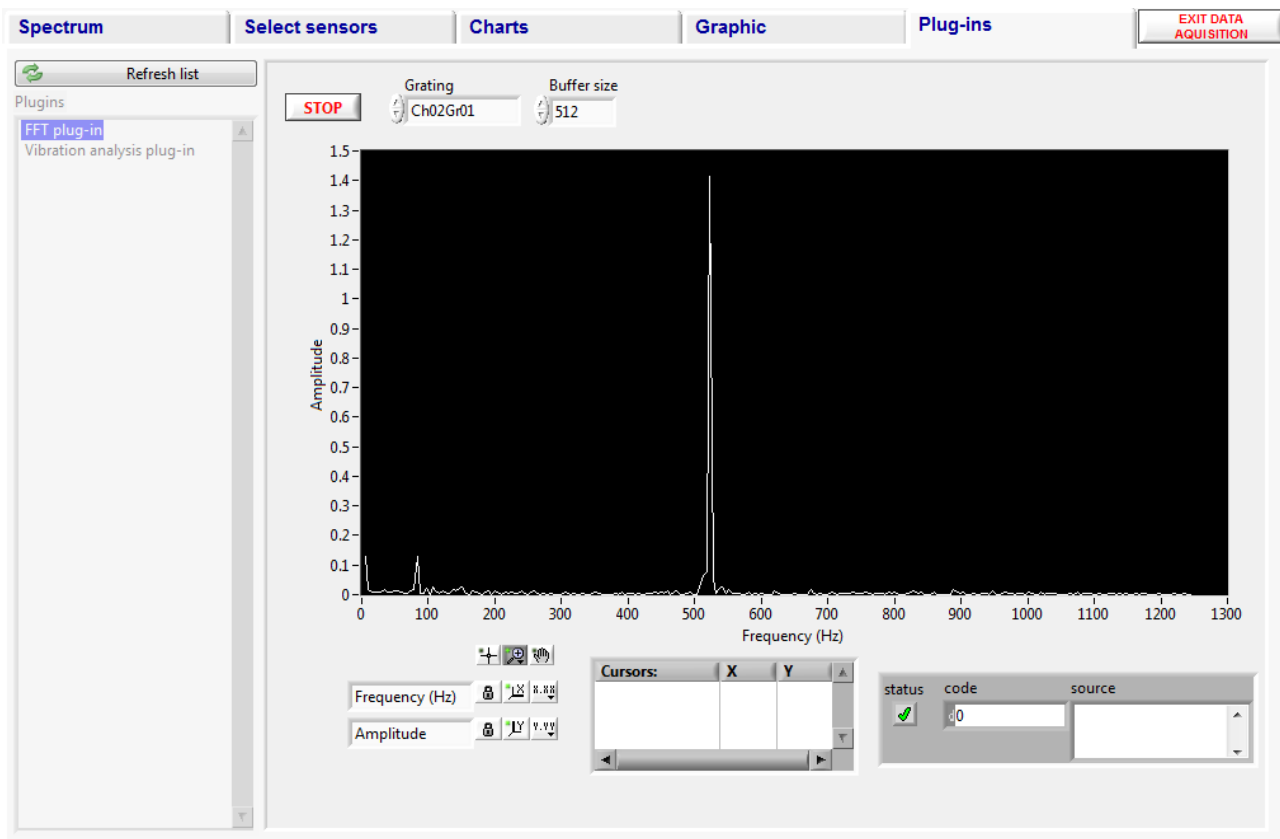 Spectrum
Select sensors
Charts
Graphic
Plug-ins
EXIT DATA
AQUISITION
Refresh list
Plugins
FFT plug-in
Vibration analysis plug-in
STOP
Grating
Ch02Gr01
Buffer size
512
Amplitude
1.5
1.4
1.3
1.2
1.1
1
0.9
0.8
0.7
0.6
0.5
0.4
0.3
0.2
0.1
0
0 100 200 300 400 500 600 700 800 900 1000 1100 1200 1300
Frequency (Hz)
Frequency (Hz)
X
X.XX
Amplitude
Y
Y.YY
Cursors: X Y
status code source
d0